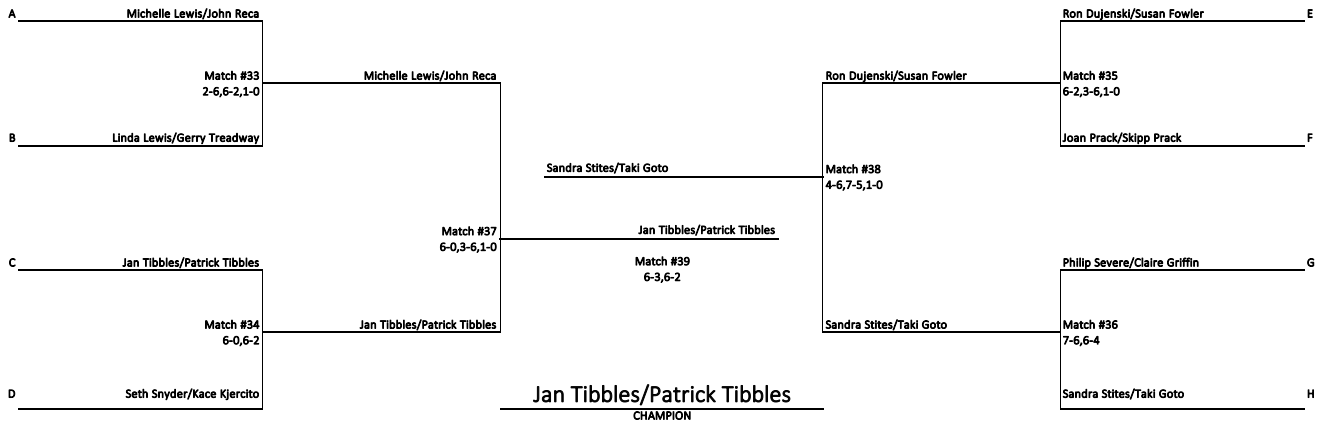 A
Michelle Lewis/John Reca
Match #33
2-6,6-2,1-0
Michelle Lewis/John Reca
B
Linda Lewis/Gerry Treadway
Match #37
6-0,3-6,1-0
C
Jan Tibbles/Patrick Tibbles
Match #34
6-0,6-2
Jan Tibbles/Patrick Tibbles
D
Seth Snyder/Kace Kjercito
Sandra Stites/Taki Goto
Jan Tibbles/Patrick Tibbles
Match #39
6-3,6-2
Jan Tibbles/Patrick Tibbles
CHAMPION
Ron Dujenski/Susan Fowler
E
Ron Dujenski/Susan Fowler
Match #35
6-2,3-6,1-0
Joan Prack/Skipp Prack
F
Match #38
4-6,7-5,1-0
Philip Severe/Claire Griffin
G
Sandra Stites/Taki Goto
Match #36
7-6,6-4
Sandra Stites/Taki Goto
H